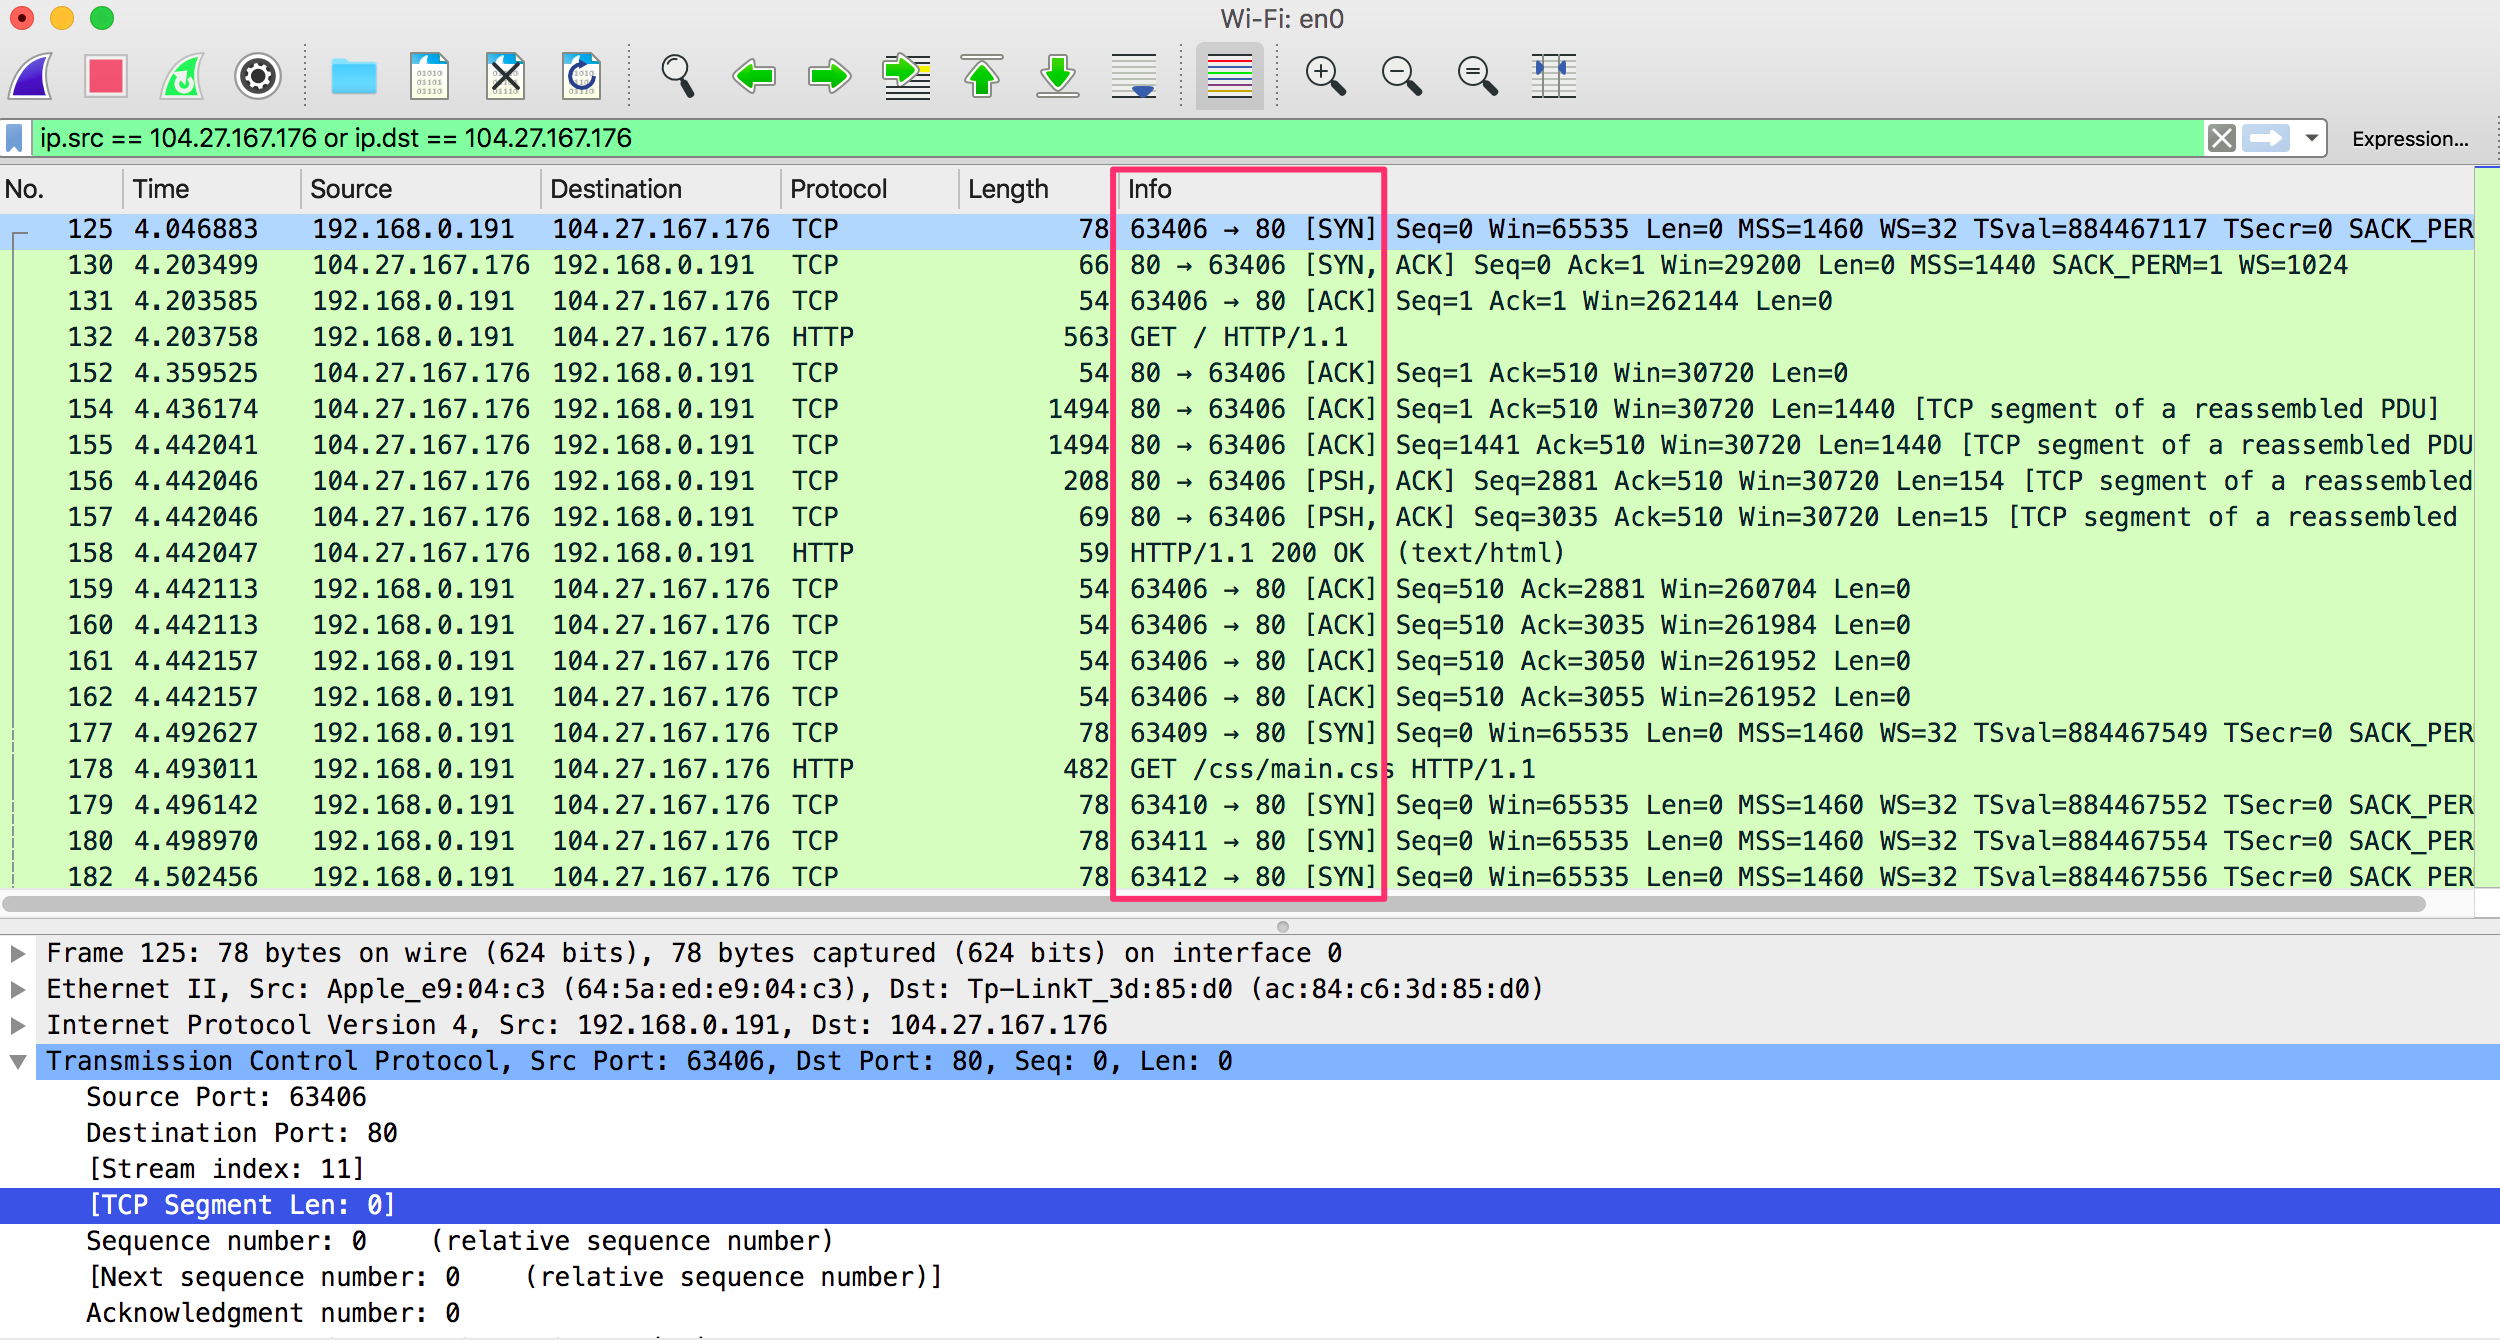 Wi-Fi: en0
ip.src == 104.27.167.176 or ip.dst == 104.27.167.176 Expression...
No. Time Source Destination Protocol Length Info
125 4.046883 192.168.0.191 104.27.167.176 TCP 78 63406 → 80 [SYN] Seq=0 Win=65535 Len=0 MSS=1460 WS=32 TSval=884467117 TSecr=0 SACK_PER
130 4.203499 104.27.167.176 192.168.0.191 TCP 66 80 → 63406 [SYN, ACK] Seq=0 Ack=1 Win=29200 Len=0 MSS=1440 SACK_PERM=1 WS=1024
131 4.203585 192.168.0.191 104.27.167.176 TCP 54 63406 → 80 [ACK] Seq=1 Ack=1 Win=262144 Len=0
132 4.203758 192.168.0.191 104.27.167.176 HTTP 563 GET / HTTP/1.1
152 4.359525 104.27.167.176 192.168.0.191 TCP 54 80 → 63406 [ACK] Seq=1 Ack=510 Win=30720 Len=0
154 4.436174 104.27.167.176 192.168.0.191 TCP 1494 80 → 63406 [ACK] Seq=1 Ack=510 Win=30720 Len=1440 [TCP segment of a reassembled PDU]
155 4.442041 104.27.167.176 192.168.0.191 TCP 1494 80 → 63406 [ACK] Seq=1441 Ack=510 Win=30720 Len=1440 [TCP segment of a reassembled PDU
156 4.442046 104.27.167.176 192.168.0.191 TCP 208 80 → 63406 [PSH, ACK] Seq=2881 Ack=510 Win=30720 Len=154 [TCP segment of a reassembled
157 4.442046 104.27.167.176 192.168.0.191 TCP 69 80 → 63406 [PSH, ACK] Seq=3035 Ack=510 Win=30720 Len=15 [TCP segment of a reassembled
158 4.442047 104.27.167.176 192.168.0.191 HTTP 59 HTTP/1.1 200 OK (text/html)
159 4.442113 192.168.0.191 104.27.167.176 TCP 54 63406 → 80 [ACK] Seq=510 Ack=2881 Win=260704 Len=0
160 4.442113 192.168.0.191 104.27.167.176 TCP 54 63406 → 80 [ACK] Seq=510 Ack=3035 Win=261984 Len=0
161 4.442157 192.168.0.191 104.27.167.176 TCP 54 63406 → 80 [ACK] Seq=510 Ack=3050 Win=261952 Len=0
162 4.442157 192.168.0.191 104.27.167.176 TCP 54 63406 → 80 [ACK] Seq=510 Ack=3055 Win=261952 Len=0
177 4.492627 192.168.0.191 104.27.167.176 TCP 78 63409 → 80 [SYN] Seq=0 Win=65535 Len=0 MSS=1460 WS=32 TSval=884467549 TSecr=0 SACK_PER
178 4.493011 192.168.0.191 104.27.167.176 HTTP 482 GET /css/main.css HTTP/1.1
179 4.496142 192.168.0.191 104.27.167.176 TCP 78 63410 → 80 [SYN] Seq=0 Win=65535 Len=0 MSS=1460 WS=32 TSval=884467552 TSecr=0 SACK_PER
180 4.498970 192.168.0.191 104.27.167.176 TCP 78 63411 → 80 [SYN] Seq=0 Win=65535 Len=0 MSS=1460 WS=32 TSval=884467554 TSecr=0 SACK_PER
182 4.502456 192.168.0.191 104.27.167.176 TCP 78 63412 → 80 [SYN] Seq=0 Win=65535 Len=0 MSS=1460 WS=32 TSval=884467556 TSecr=0 SACK PER
Frame 125: 78 bytes on wire (624 bits), 78 bytes captured (624 bits) on interface 0
Ethernet II, Src: Apple_e9:04:c3 (64:5a:ed:e9:04:c3), Dst: Tp-LinkT_3d:85:d0 (ac:84:c6:3d:85:d0)
Internet Protocol Version 4, Src: 192.168.0.191, Dst: 104.27.167.176
Transmission Control Protocol, Src Port: 63406, Dst Port: 80, Seq: 0, Len: 0
Source Port: 63406
Destination Port: 80
[Stream index: 11]
[TCP Segment Len: 0]
Sequence number: 0 (relative sequence number)
[Next sequence number: 0 (relative sequence number)]
Acknowledgment number: 0